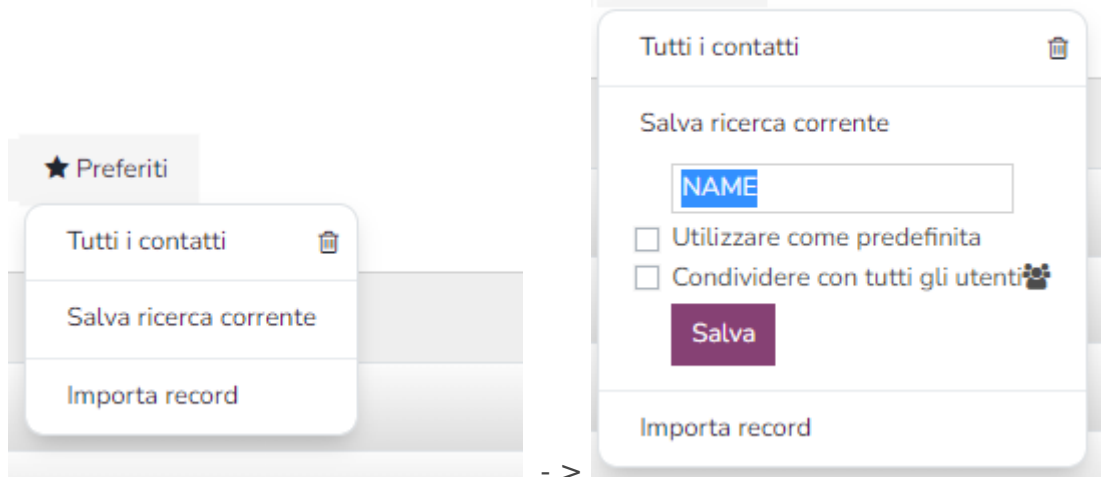 Preferiti
Tutti i contatti
Salva ricerca corrente
Importa record
- >
Tutti i contatti
Salva ricerca corrente
NAME
Utilizzare come predefinita
Condividere con tutti gli utenti
Salva
Importa record